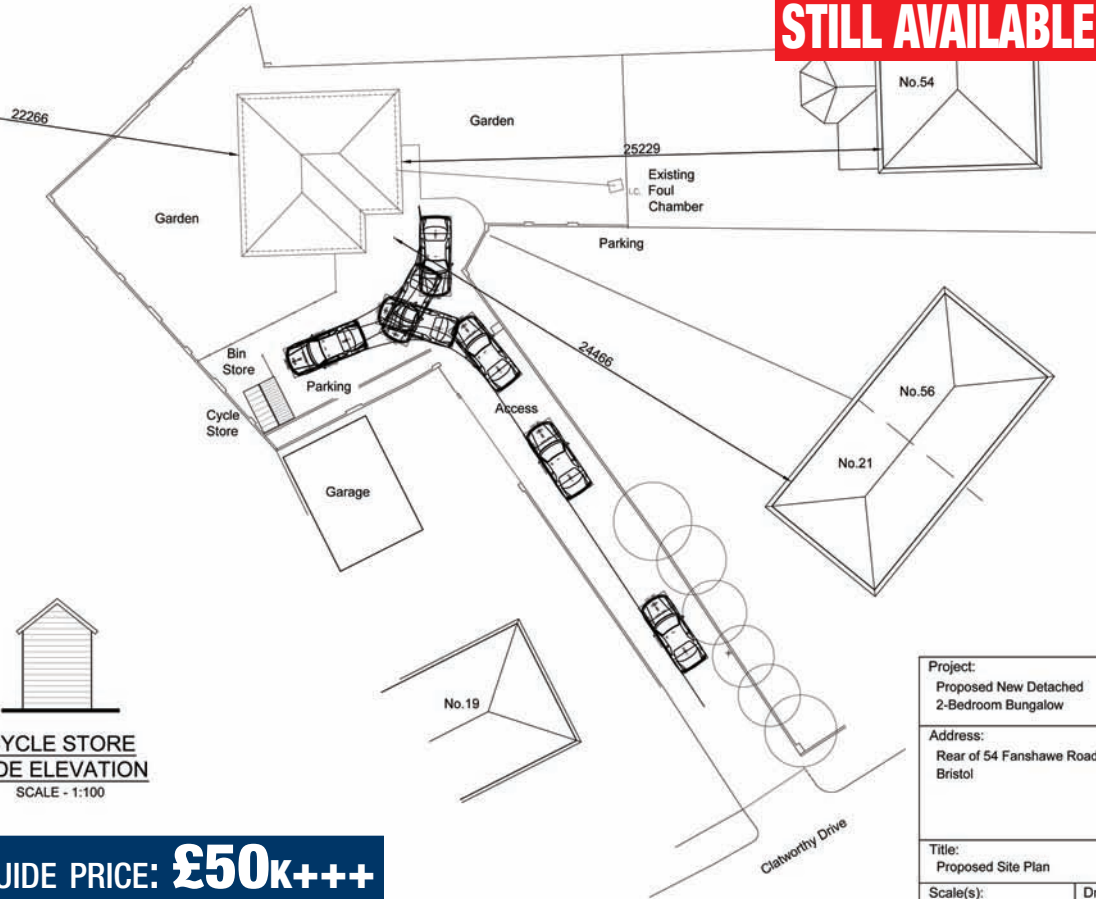 STILL AVAILABLE
No.54
22266
Garden
25229
Existing
I.C. Foul
Chamber
Garden
Parking
24466
Bin
Store
Parking
No.56
Cycle
Store
Access
No.21
Garage
No.19
YCLE STORE
DE ELEVATION
SCALE - 1:100
Clatworthy Drive
Project:
Proposed New Detached
2-Bedroom Bungalow
Address:
Rear of 54 Fanshawe Road
Bristol
Title:
Proposed Site Plan
Scale(s):
Dr
UIDE PRICE: £50K+++